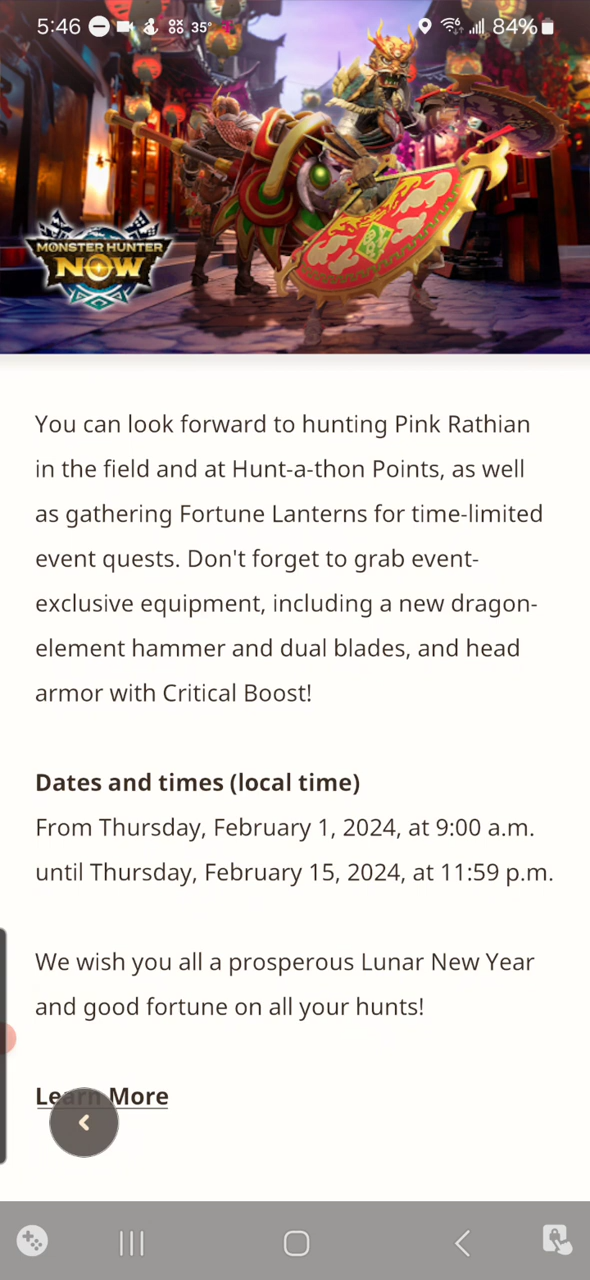 5:46
35°
84%
MONSTER HUNTER
NOW
You can look forward to hunting Pink Rathian
in the field and at Hunt-a-thon Points, as well
as gathering Fortune Lanterns for time-limited
event quests. Don't forget to grab event-
exclusive equipment, including a new dragon-
element hammer and dual blades, and head
armor with Critical Boost!
Dates and times (local time)
From Thursday, February 1, 2024, at 9:00 a.m.
until Thursday, February 15, 2024, at 11:59 p.m.
We wish you all a prosperous Lunar New Year
and good fortune on all your hunts!
Learn More